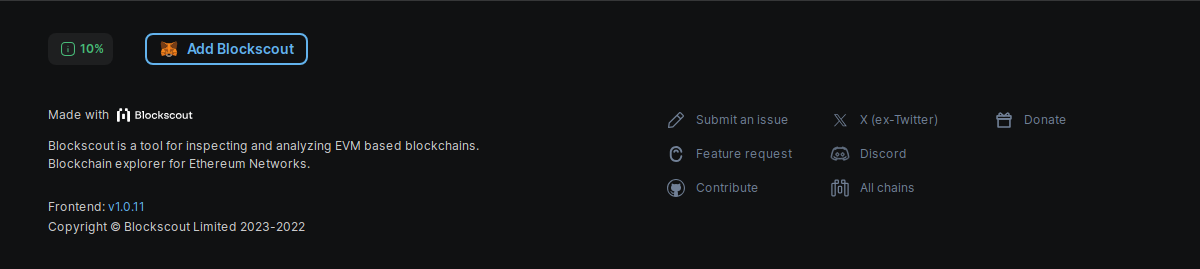 10%
Add Blockscout
Made with Blockscout
Blockscout is a tool for inspecting and analyzing EVM based blockchains.
Blockchain explorer for Ethereum Networks.
Frontend: v1.0.11
Copyright © Blockscout Limited 2023-2022
Submit an issue
Feature request
Contribute
X (ex-Twitter)
Discord
All chains
Donate